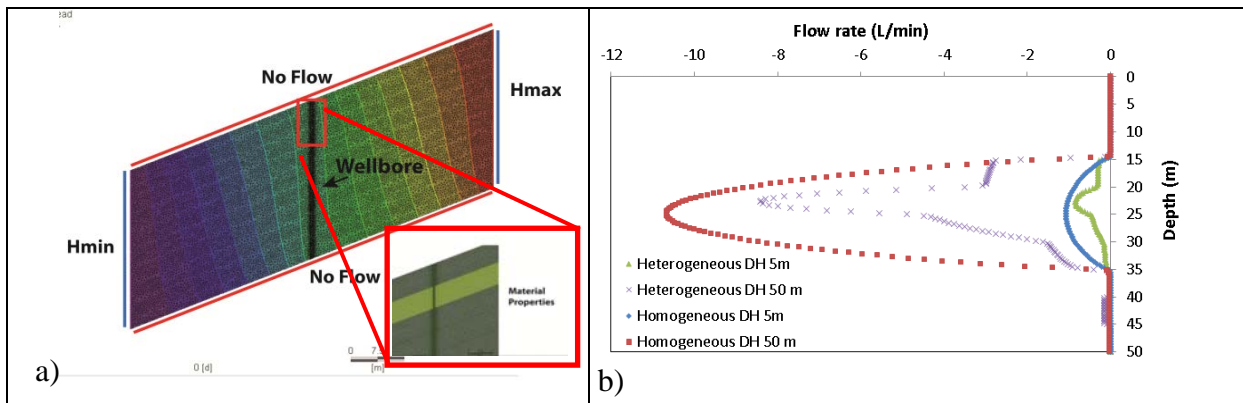 ead
No Flow
Hmax
Wellbore
Hmin
No Flow
Material
Properties
0
[m]
0 [d]
a)
Flow rate (L/min)
-12
-10
-8
-6
-4
-2
0
0
5
10
15
20
25
30
35
40
45
50
Depth (m)
Heterogeneous DH 5m
Heterogeneous DH 50 m
Homogeneous DH 5m
Homogeneous DH 50 m
b)